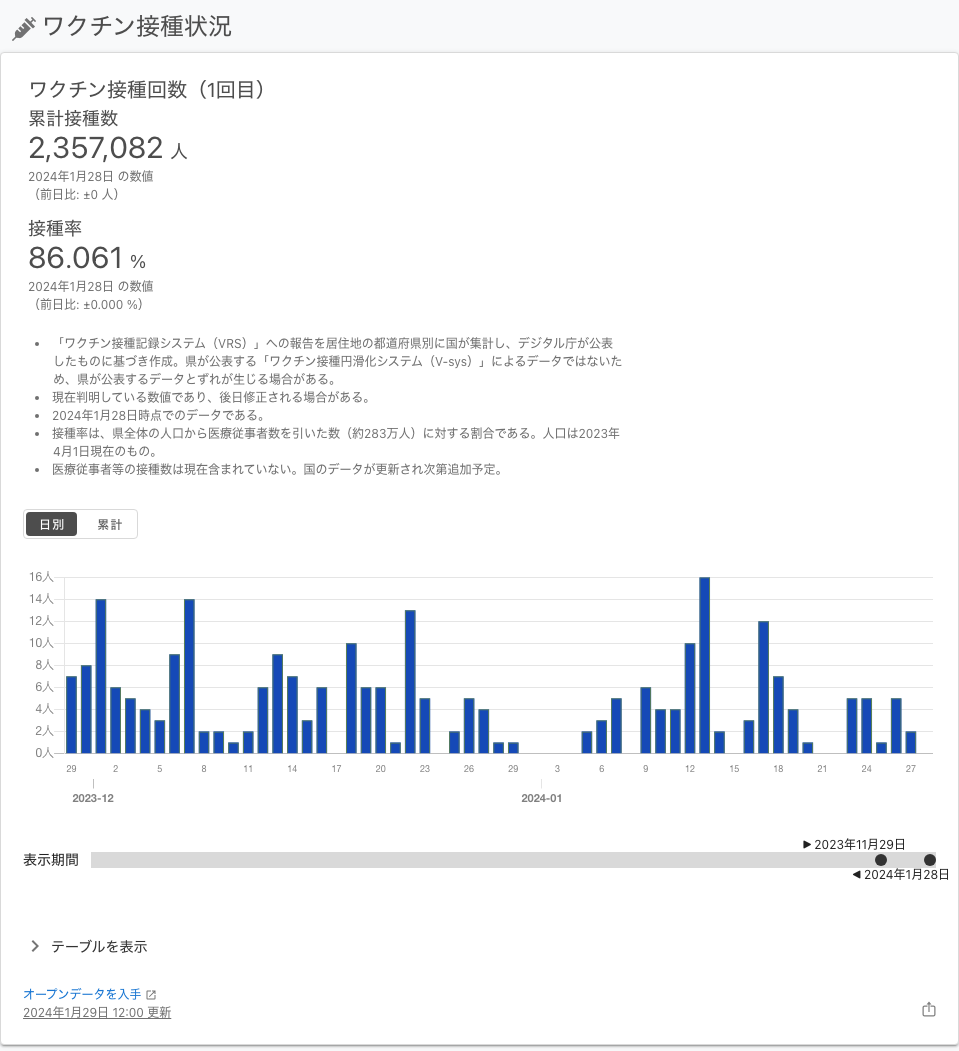 ワクチン接種状況
ワクチン接種回数（1回目）
累計接種数
2,357,082 人
2024年1月28日 の数値
（前日比: ±0 人）
接種率
86.061 %
2024年1月28日 の数値
（前日比: ±0.000 %）
• 「ワクチン接種記録システム（VRS）」への報告を居住地の都道府県別に国が集計し、デジタル庁が公表
したものに基づき作成。県が公表する「ワクチン接種円滑化システム（V-sys）」によるデータではないた
め、県が公表するデータとずれが生じる場合がある。
• 現在判明している数値であり、後日修正される場合がある。
• 2024年1月28日時点でのデータである。
• 接種率は、県全体の人口から医療従事者数を引いた数（約283万人）に対する割合である。人口は2023年
4月1日現在のもの。
• 医療従事者等の接種数は現在含まれていない。国のデータが更新され次第追加予定。
日別 累計
16人
14人
12人
10人
8人
6人
4人
2人
0人
29 2 5 8 11 14 17 20 23 26 29 3 6 9 12 15 18 21 24 27
2023-12 2024-01
▶ 2023年11月29日
表示期間
◀ 2024年1月28日
テーブルを表示
オープンデータを入手
2024年1月29日 12:00 更新